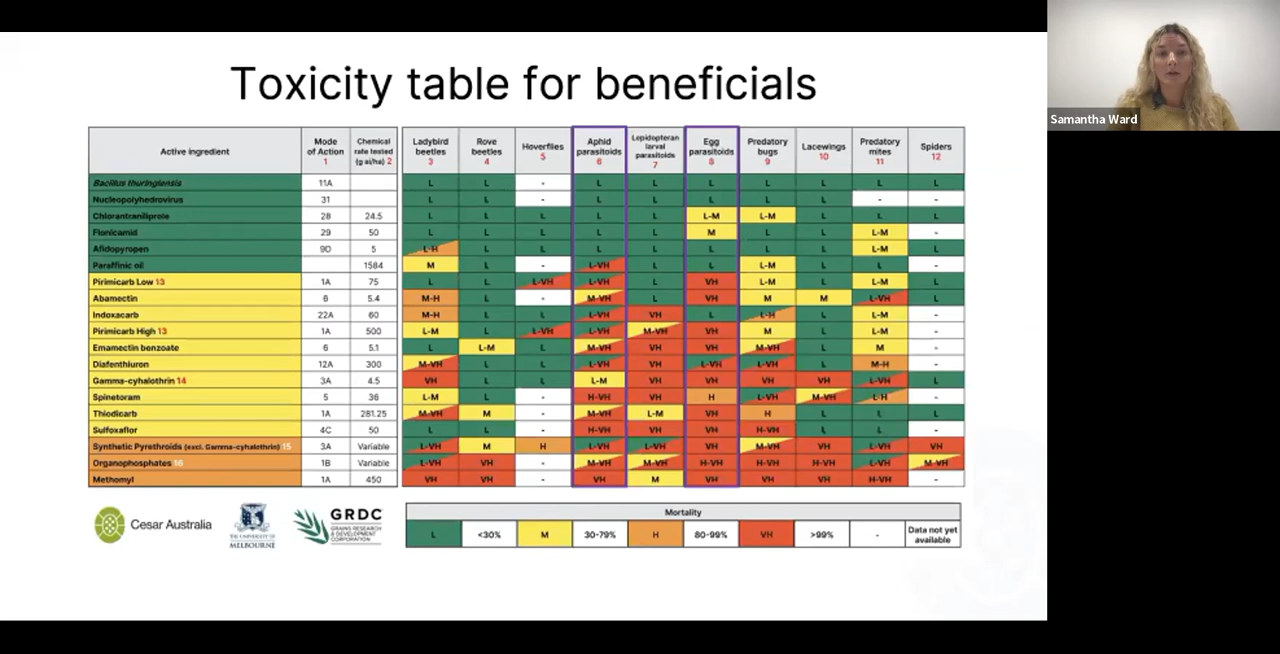 Toxicity table for beneficials
Samantha Ward
Active ingredient | Mode of Action 1 | Chemical rate tested (g ai/ha) 2 | Ladybird beetles 3 | Rove beetles 4 | Hoverflies 5 | Aphid parasitoids 6 | Lepidopteran larval parasitoids 7 | Egg parasitoids 8 | Predatory bugs 9 | Lacewings 10 | Predatory mites 11 | Spiders 12
Bacillus thuringiensis | 11A | | L | L | - | L | L | L | L | L | L | L
Nucleopolyhedrovirus | 31 | | L | L | - | L | L | L | L | L | - | -
Chlorantraniliprole | 28 | 24.5 | L | L | L | L | L | L-M | L-M | L | L | L
Flonicamid | 29 | 50 | L | L | L | L | L | M | L | L | L-M | -
Afidopyropen | 9D | 5 | L-H | L | L | L | L | L | L | L | L-M | L
Paraffinic oil | | 1584 | M | L | - | L-VH | L | L | L-M | L | L | -
Pirimicarb Low 13 | 1A | 75 | L | L | L-VH | L-VH | L | VH | L-M | L | L-M | L
Abamectin | 6 | 5.4 | M-H | L | - | M-VH | L | VH | M | M | L-VH | L
Indoxacarb | 22A | 60 | M-H | L | L | L-VH | VH | L | L-H | L | L-M | -
Pirimicarb High 13 | 1A | 500 | L-M | L | L-VH | L-VH | M-VH | VH | M | L | L-M | -
Emamectin benzoate | 6 | 5.1 | L | L-M | L | M-VH | VH | VH | M-VH | L | M | -
Diafenthiuron | 12A | 300 | M-VH | L | L | L-VH | VH | L-VH | L-VH | L | M-H | -
Gamma-cyhalothrin 14 | 3A | 4.5 | VH | L | L | L-M | VH | VH | VH | VH | L-VH | L
Spinetoram | 5 | 36 | L-M | L | - | H-VH | VH | H | L-VH | M-VH | L-H | -
Thiodicarb | 1A | 281.25 | M-VH | M | - | M-VH | L-M | VH | H | L | L | L
Sulfoxaflor | 4C | 50 | L | L | - | H-VH | VH | VH | H-VH | L | L | -
Synthetic Pyrethroids (excl. Gamma-cyhalothrin) 15 | 3A | Variable | L-VH | M | H | L-VH | L-VH | VH | M-VH | VH | L-VH | VH
Organophosphates 16 | 1B | Variable | L-VH | VH | - | M-VH | M-VH | H-VH | H-VH | H-VH | L-VH | M-VH
Methomyl | 1A | 450 | VH | VH | - | VH | M | VH | VH | VH | H-VH | -
Cesar Australia
THE UNIVERSITY OF
MELBOURNE
GRDC
GRAINS RESEARCH
& DEVELOPMENT
CORPORATION
Mortality
L | <30% | M | 30-79% | H | 80-99% | VH | >99% | - | Data not yet available